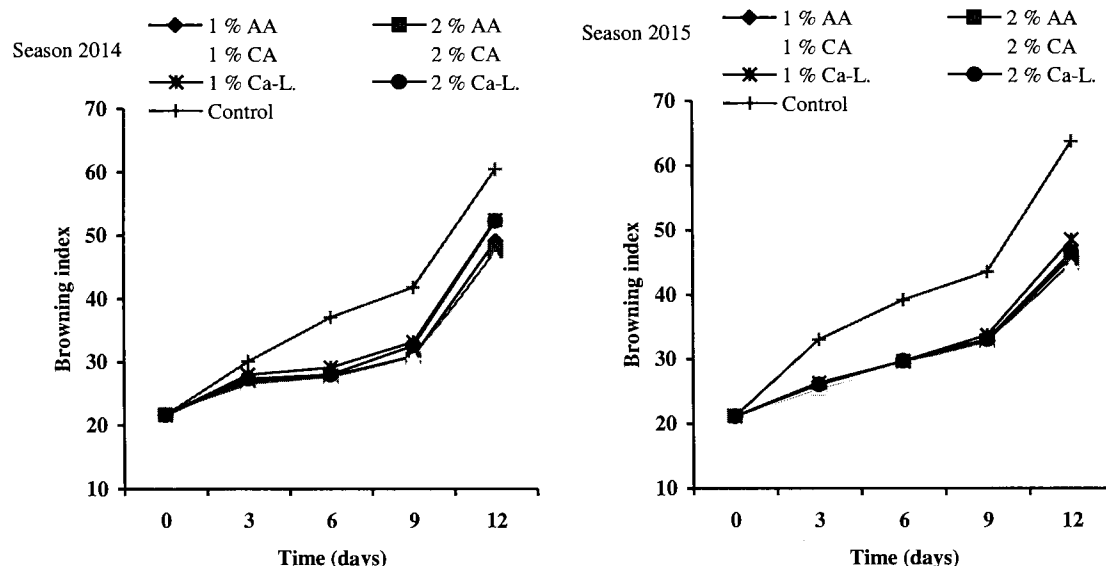 Season 2014
1 % AA 2 % AA
1 % CA 2 % CA
1 % Ca-L. 2 % Ca-L.
Control
70
60
50
40
30
20
10
Browning index
0 3 6 9 12
Time (days)
Season 2015
1 % AA 2 % AA
1 % CA 2 % CA
1 % Ca-L. 2 % Ca-L.
Control
70
60
50
40
30
20
10
Browning index
0 3 6 9 12
Time (days)